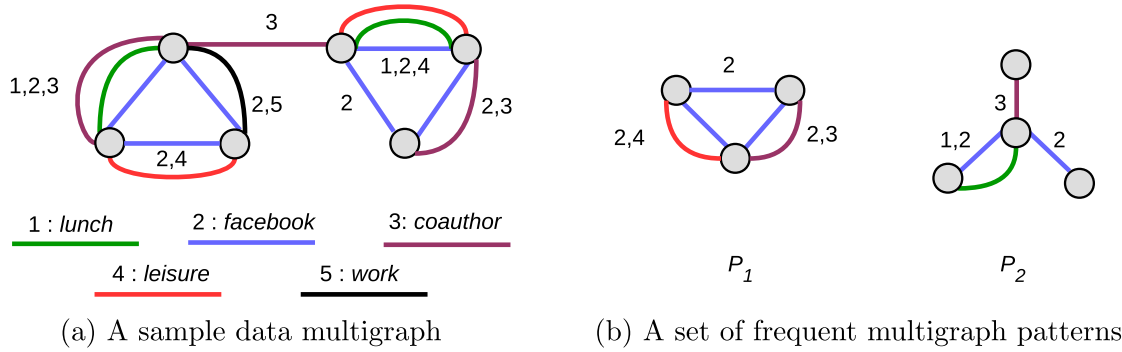 3
1,2,3
1,2,4
2,5
2
2,3
2,4
1 : lunch
2 : facebook
3: coauthor
4 : leisure
5 : work
(a) A sample data multigraph
2
2,4
2,3
3
1,2
2
P1
P2
(b) A set of frequent multigraph patterns